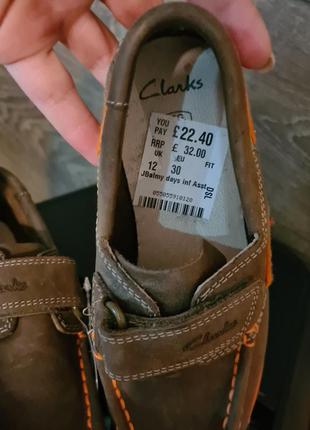 Clarks
YOU PAY £22.40
RRP £ 32.00
UK EU FIT
12 30
JBalmy days inf Asst
DSL
Clarks
Clarks